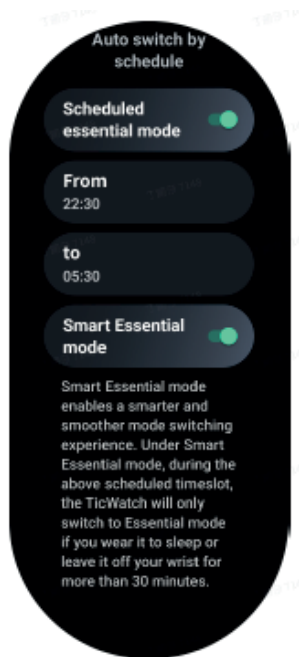 Auto switch by
schedule
Scheduled
essential mode
From
22:30
to
05:30
Smart Essential
mode
Smart Essential mode
enables a smarter and
smoother mode switching
experience. Under Smart
Essential mode, during the
above scheduled timeslot,
the TicWatch will only
switch to Essential mode
if you wear it to sleep or
leave it off your wrist for
more than 30 minutes.